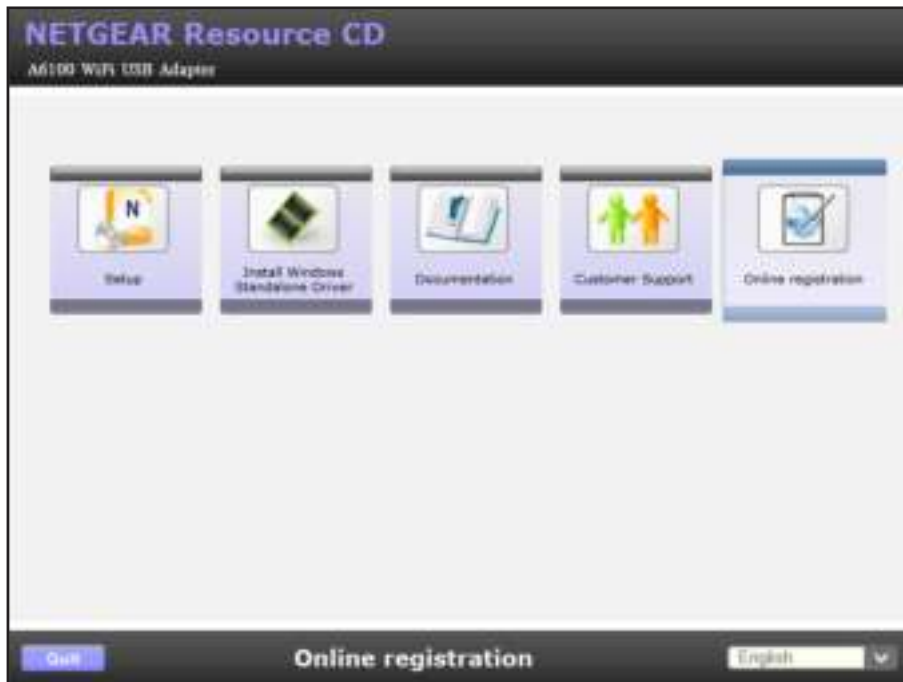 NETGEAR Resource CD
A6100 WiFi USB Adapter
N
Setup
Install Windows
Standalone Driver
Documentation
Customer Support
Online registration
Quit
Online registration
English